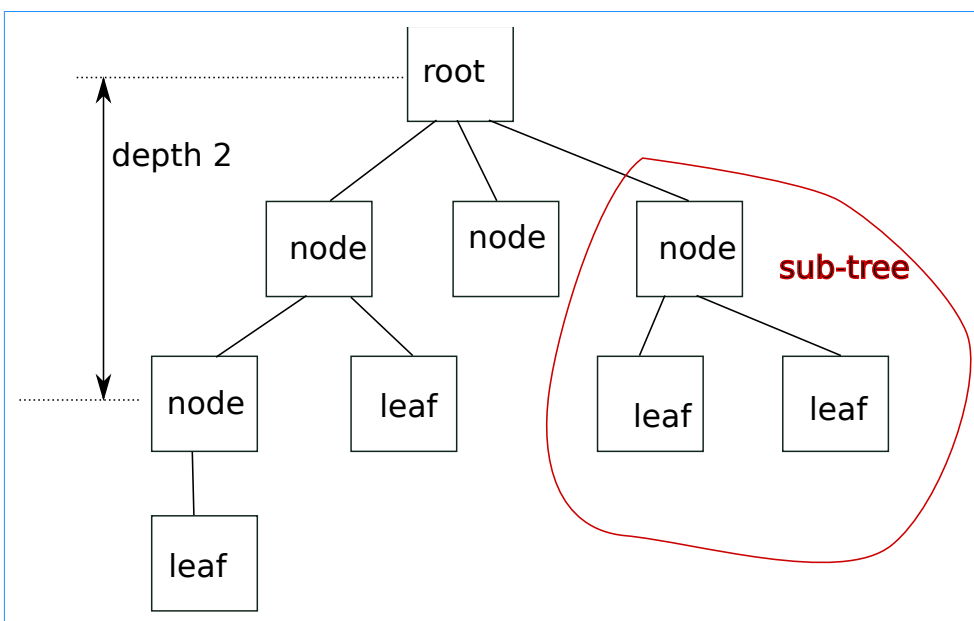 root
depth 2
node
node
node
sub-tree
node
leaf
leaf
leaf
leaf